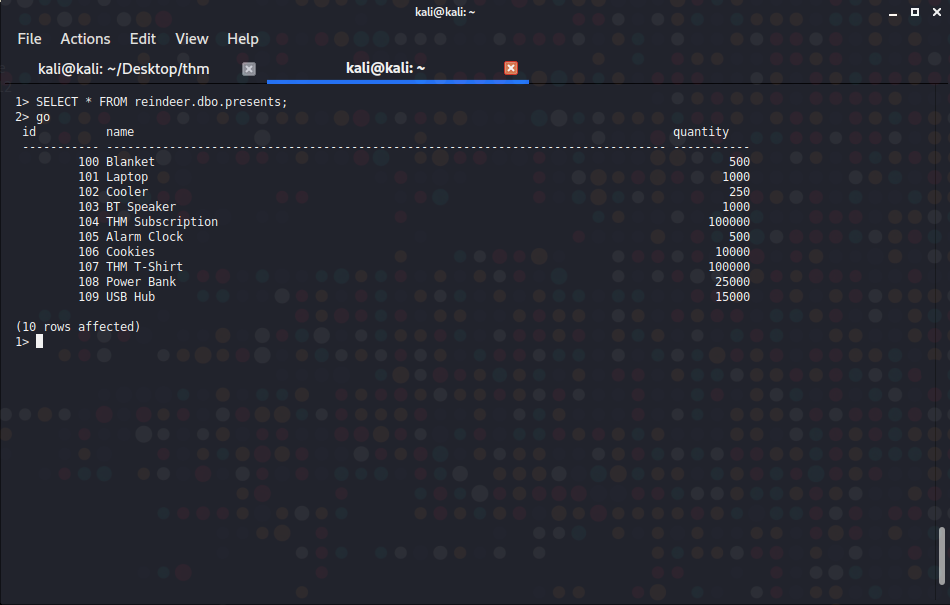 kali@kali: ~
File Actions Edit View Help
kali@kali: ~/Desktop/thm kali@kali: ~
1> SELECT * FROM reindeer.dbo.presents;
2> go
id name quantity
----------- -------------------------------------------------------------------------------- -----------
100 Blanket 500
101 Laptop 1000
102 Cooler 250
103 BT Speaker 1000
104 THM Subscription 100000
105 Alarm Clock 500
106 Cookies 10000
107 THM T-Shirt 100000
108 Power Bank 25000
109 USB Hub 15000
(10 rows affected)
1>